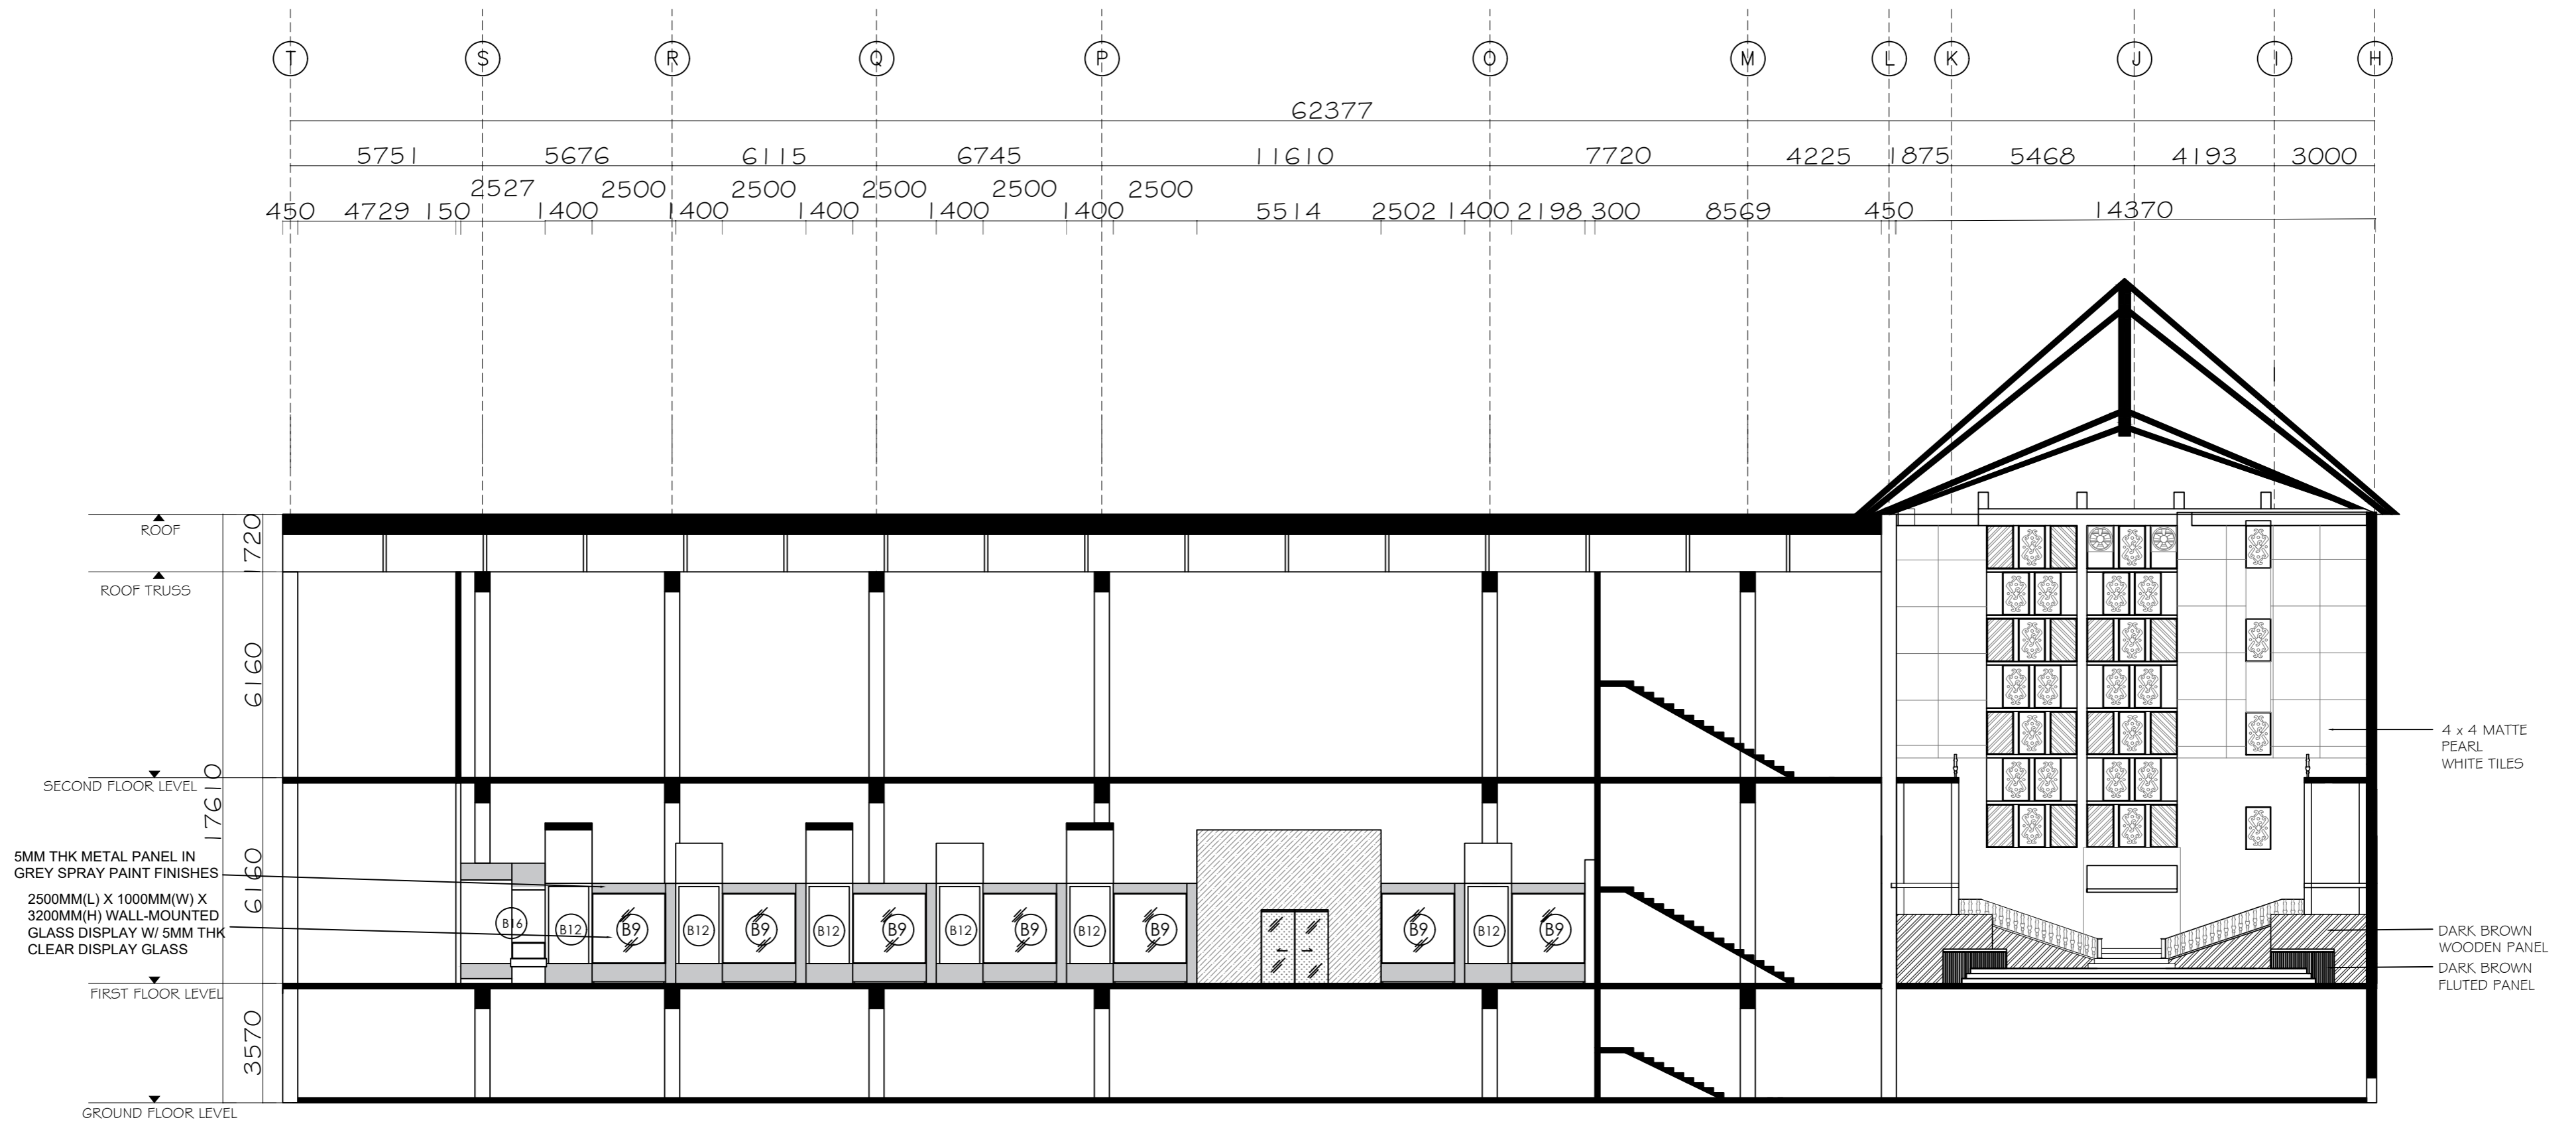 T S R Q P O M L K J I H
62377
5751 5676 6115 6745 11610 7720 4225 1875 5468 4193 3000
2527 2500 2500 2500 2500 2500
450 4729 150 1400 1400 1400 1400 1400 5514 2502 1400 2198 300 8569 450 14370
ROOF
1720
ROOF TRUSS
6160
SECOND FLOOR LEVEL
17610
6160
5MM THK METAL PANEL IN
GREY SPRAY PAINT FINISHES
2500MM(L) X 1000MM(W) X
3200MM(H) WALL-MOUNTED
GLASS DISPLAY W/ 5MM THK
CLEAR DISPLAY GLASS
B16 B12 B9 B12 B9 B12 B9 B12 B9 B12 B9 B9 B12 B9
FIRST FLOOR LEVEL
3570
GROUND FLOOR LEVEL
4 x 4 MATTE
PEARL
WHITE TILES
DARK BROWN
WOODEN PANEL
DARK BROWN
FLUTED PANEL